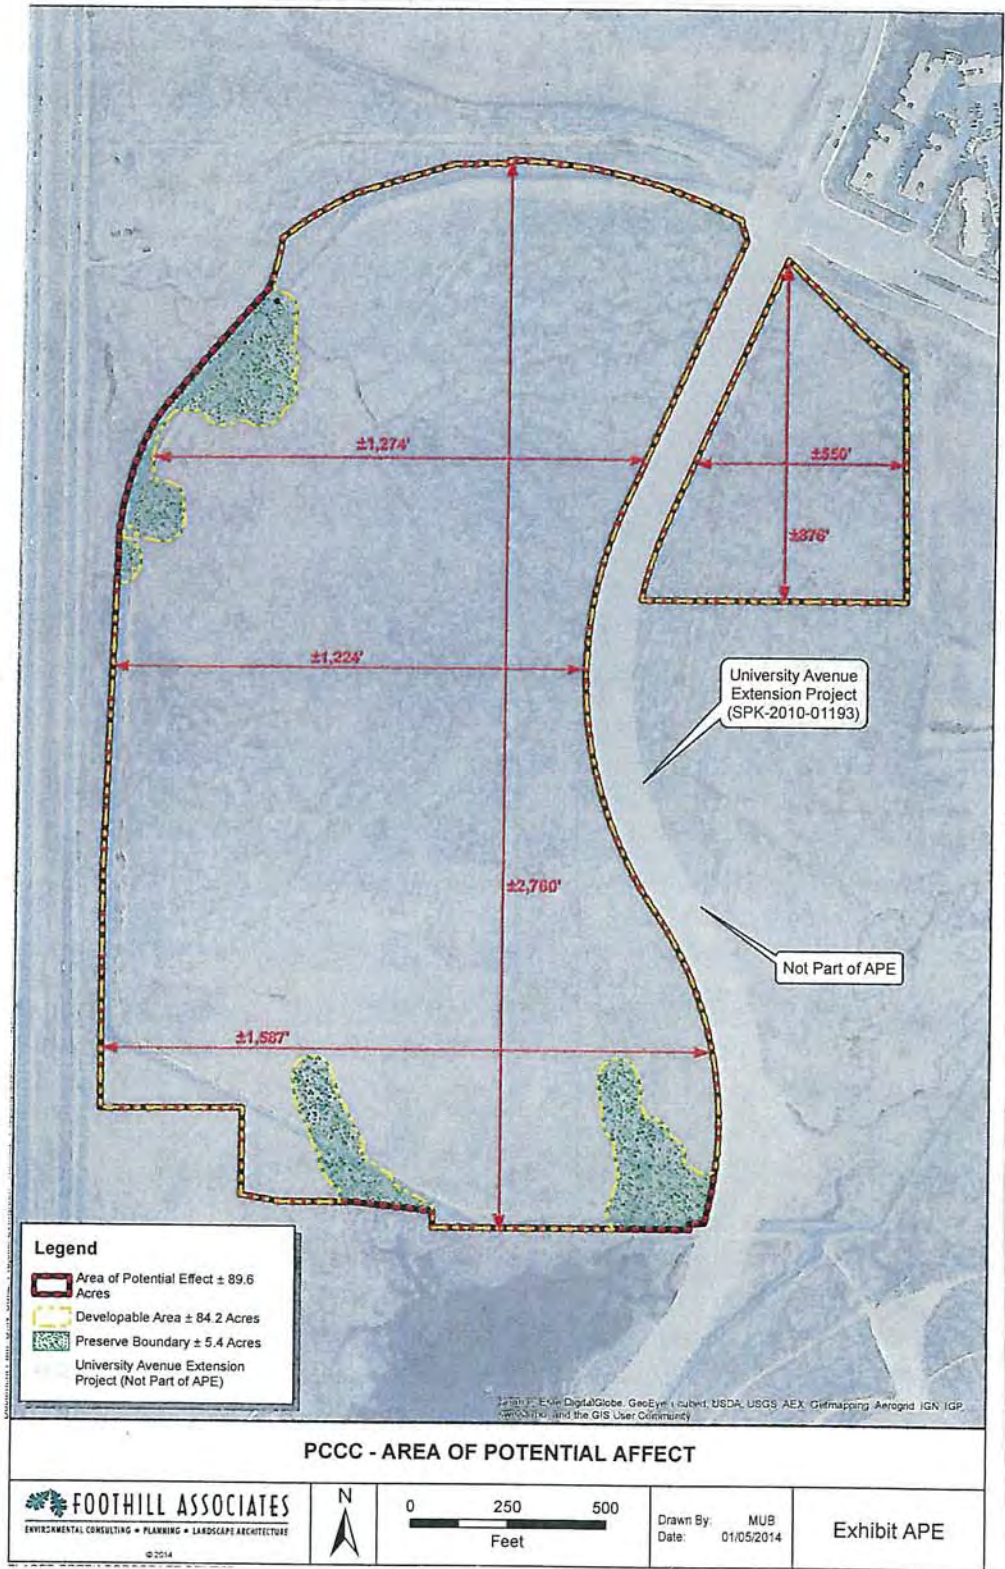 ±1,274'
±550'
±876'
±1,224'
University Avenue
Extension Project
(SPK-2010-01193)
±2,760'
Not Part of APE
±1,587'
Legend
Area of Potential Effect ± 89.6
Acres
Developable Area ± 84.2 Acres
Preserve Boundary ± 5.4 Acres
University Avenue Extension
Project (Not Part of APE)
DigitalGlobe, GeoEye, i-cubed, USDA, USGS, AEX, Getmapping, Aerogrid, IGN, IGP,
and the GIS User Community
PCCC - AREA OF POTENTIAL AFFECT
FOOTHILL ASSOCIATES
ENVIRONMENTAL CONSULTING • PLANNING • LANDSCAPE ARCHITECTURE
© 2014
N
0 250 500
Feet
Drawn By: MUB
Date: 01/05/2014
Exhibit APE